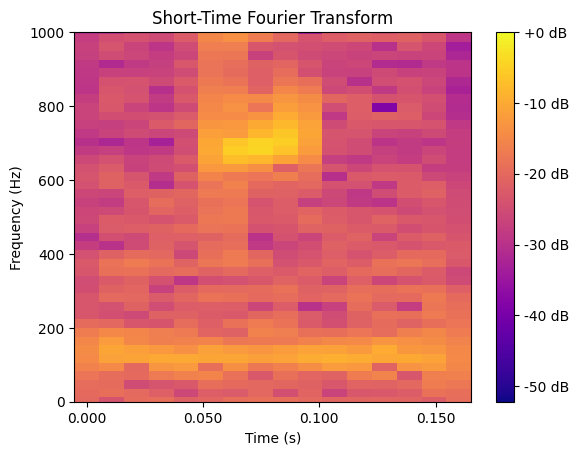 Short-Time Fourier Transform
1000
800
600
400
200
0
Frequency (Hz)
0.000
0.050
0.100
0.150
Time (s)
+0 dB
-10 dB
-20 dB
-30 dB
-40 dB
-50 dB